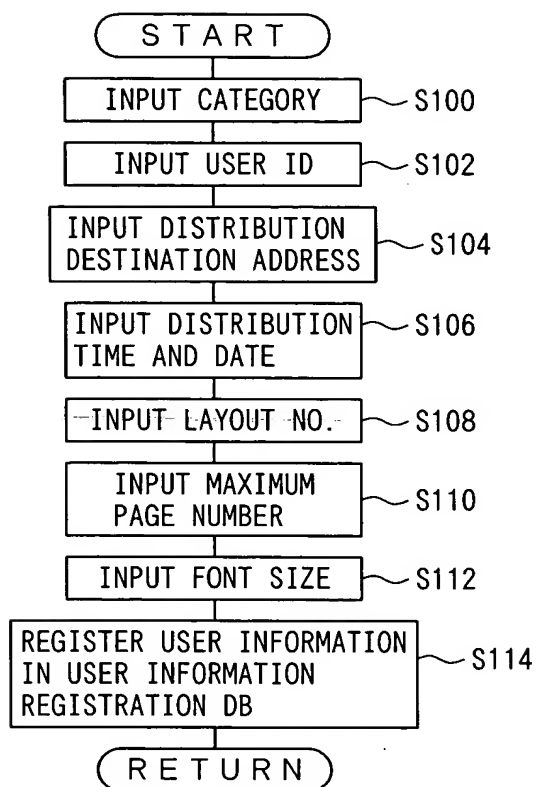 START
INPUT CATEGORY S100
INPUT USER ID S102
INPUT DISTRIBUTION
DESTINATION ADDRESS S104
INPUT DISTRIBUTION S106
TIME AND DATE
INPUT LAYOUT NO. S108
INPUT MAXIMUM
PAGE NUMBER S110
INPUT FONT SIZE S112
REGISTER USER INFORMATION
IN USER INFORMATION S114
REGISTRATION DB
RETURN